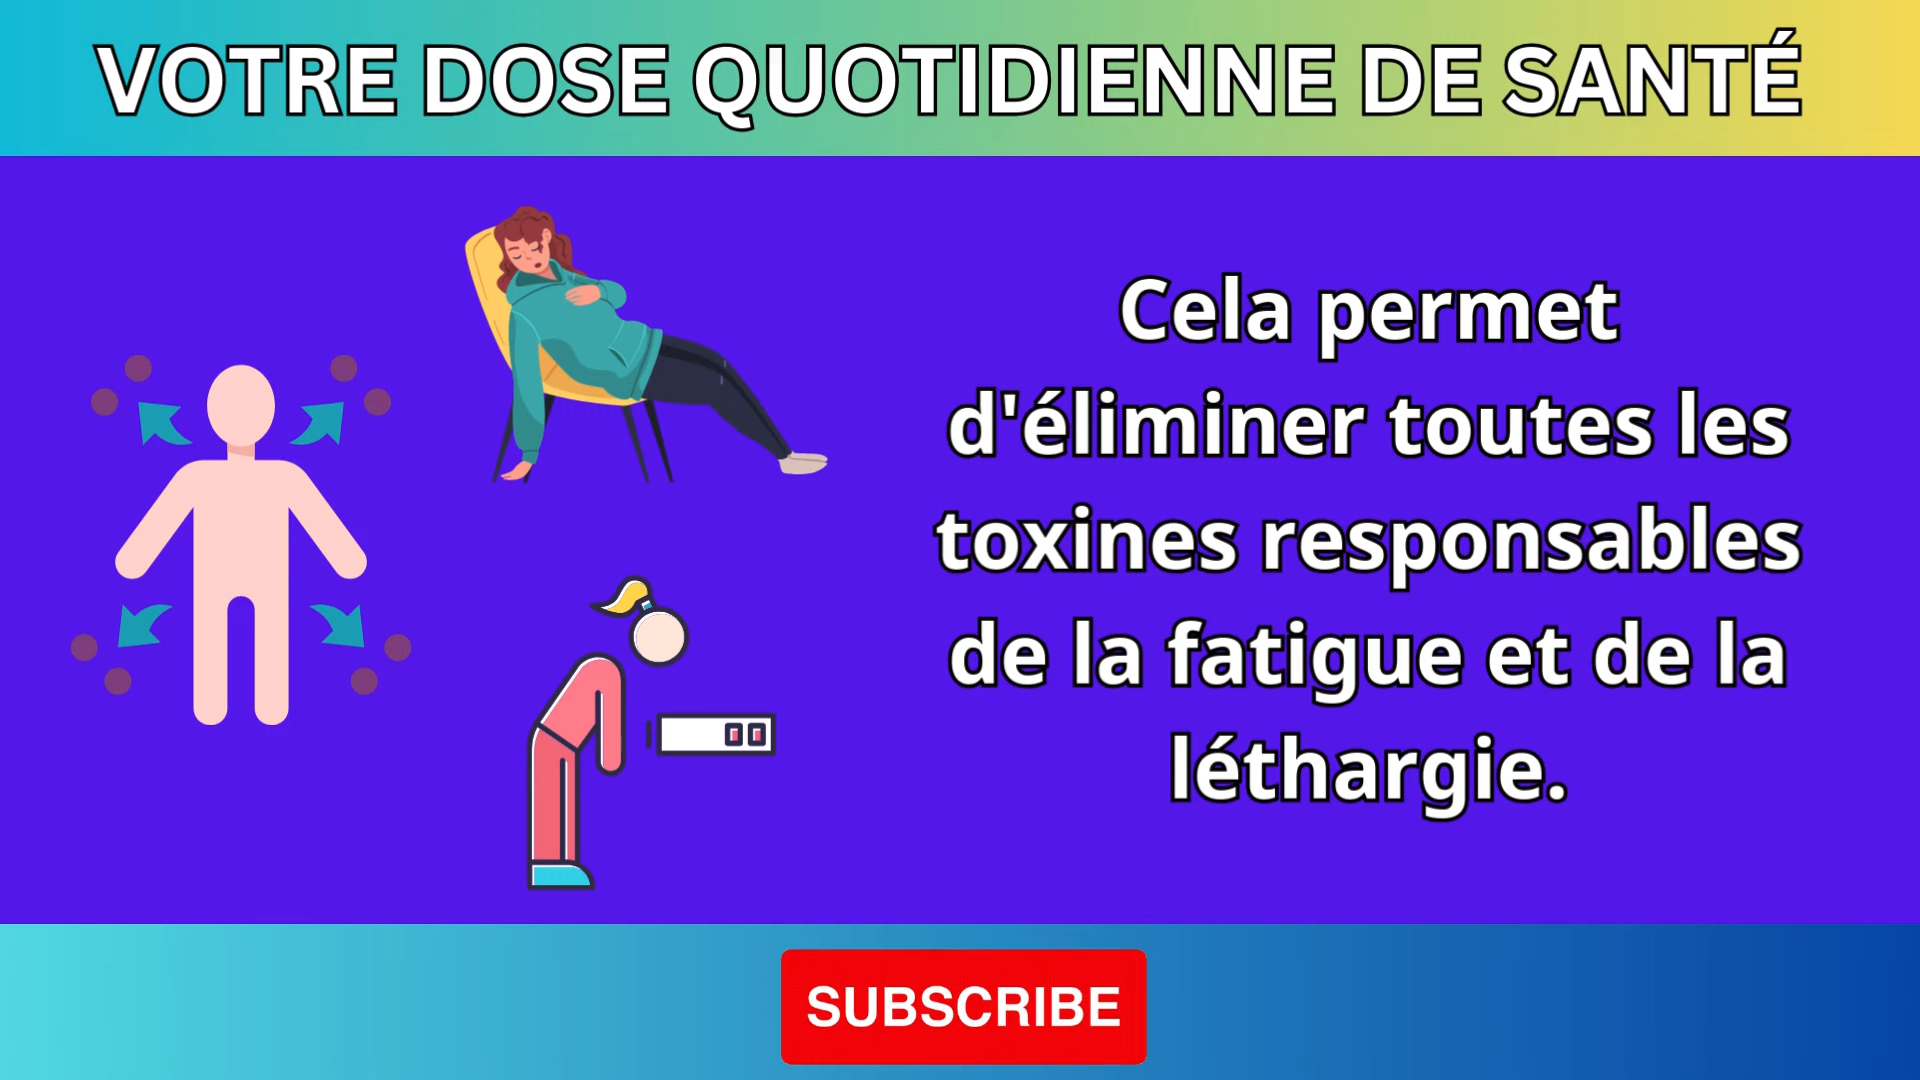 VOTRE DOSE QUOTIDIENNE DE SANTÉ
Cela permet
d'éliminer toutes les
toxines responsables
de la fatigue et de la
léthargie.
SUBSCRIBE